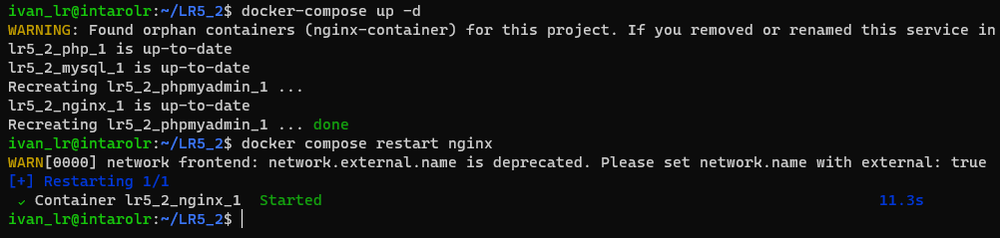 ivan_lr@intarolr:~/LR5_2$ docker-compose up -d
WARNING: Found orphan containers (nginx-container) for this project. If you removed or renamed this service in
lr5_2_php_1 is up-to-date
lr5_2_mysql_1 is up-to-date
Recreating lr5_2_phpmyadmin_1 ...
lr5_2_nginx_1 is up-to-date
Recreating lr5_2_phpmyadmin_1 ... done
ivan_lr@intarolr:~/LR5_2$ docker compose restart nginx
WARN[0000] network frontend: network.external.name is deprecated. Please set network.name with external: true
[+] Restarting 1/1
✓ Container lr5_2_nginx_1  Started 11.3s
ivan_lr@intarolr:~/LR5_2$